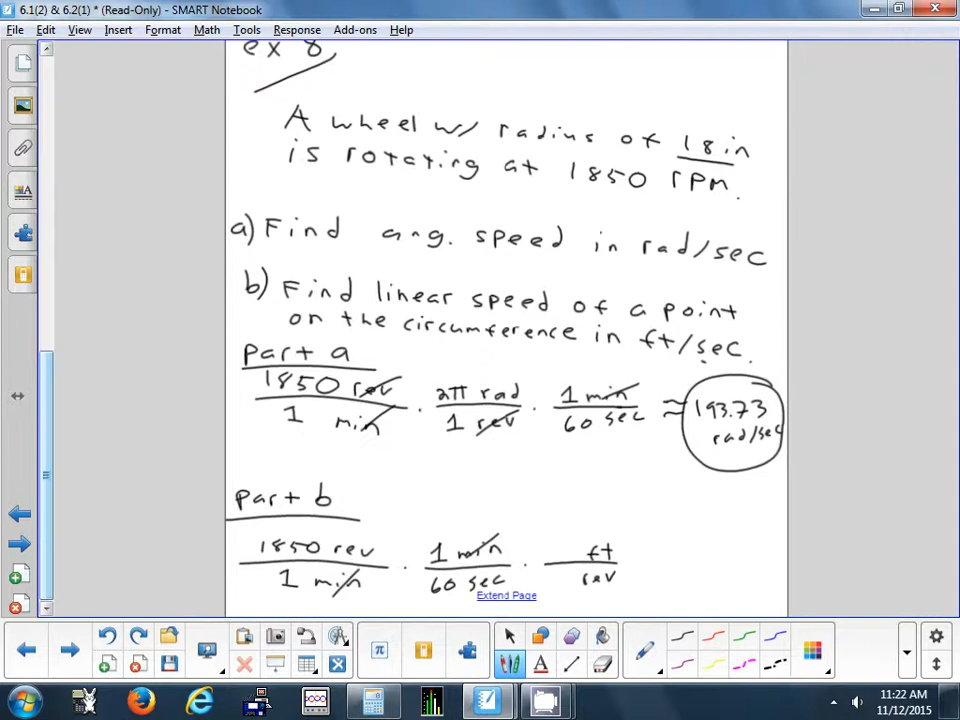 6.1(2) & 6.2(1) * (Read-Only) - SMART Notebook
File Edit View Insert Format Math Tools Response Add-ons Help
ex 8
A wheel w/ radius of 18 in
is rotating at 1850 rpm.
a) Find ang. speed in rad/sec
b) Find linear speed of a point
on the circumference in ft/sec.
Part a
1850 rev / 1 min · 2π rad / 1 rev · 1 min / 60 sec ≈ 193.73 rad/sec
Part b
1850 rev / 1 min · 1 min / 60 sec · ft / rev
Extend Page
11:22 AM
11/12/2015